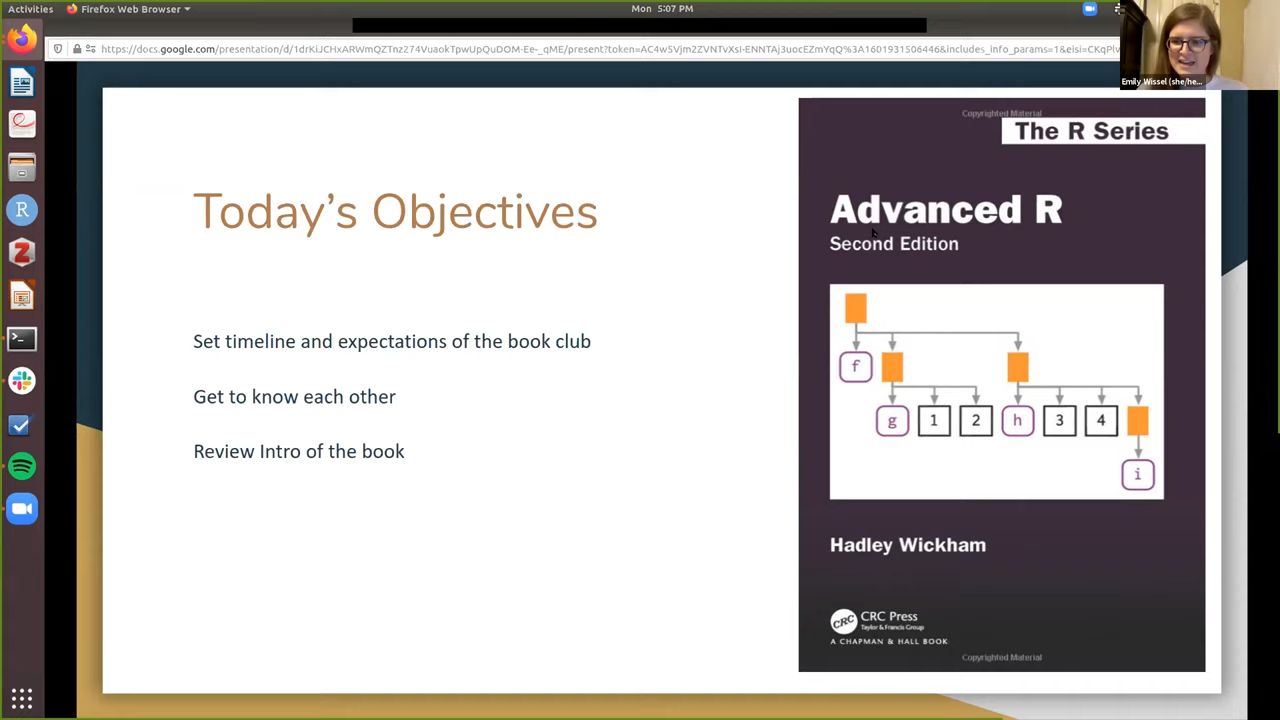 Activities
Firefox Web Browser
Mon 5:07 PM
Emily Wissel (she/he...
Today's Objectives
Set timeline and expectations of the book club
Get to know each other
Review Intro of the book
Copyrighted Material
The R Series
Advanced R
Second Edition
f
g 1 2 h 3 4
i
Hadley Wickham
CRC CRC Press
Taylor & Francis Group
A CHAPMAN & HALL BOOK
Copyrighted Material